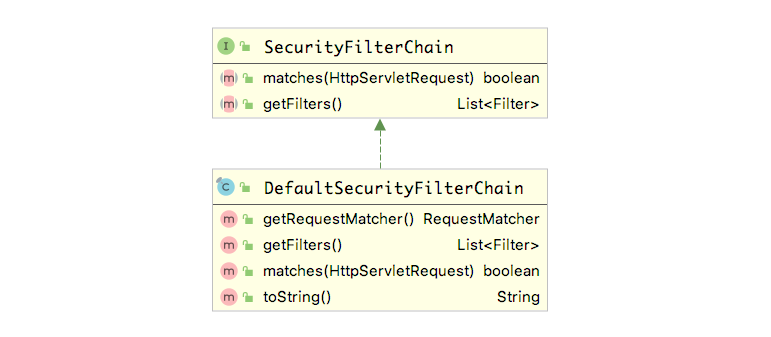 I SecurityFilterChain
m matches(HttpServletRequest) boolean
m getFilters() List<Filter>
C DefaultSecurityFilterChain
m getRequestMatcher() RequestMatcher
m getFilters() List<Filter>
m matches(HttpServletRequest) boolean
m toString() String